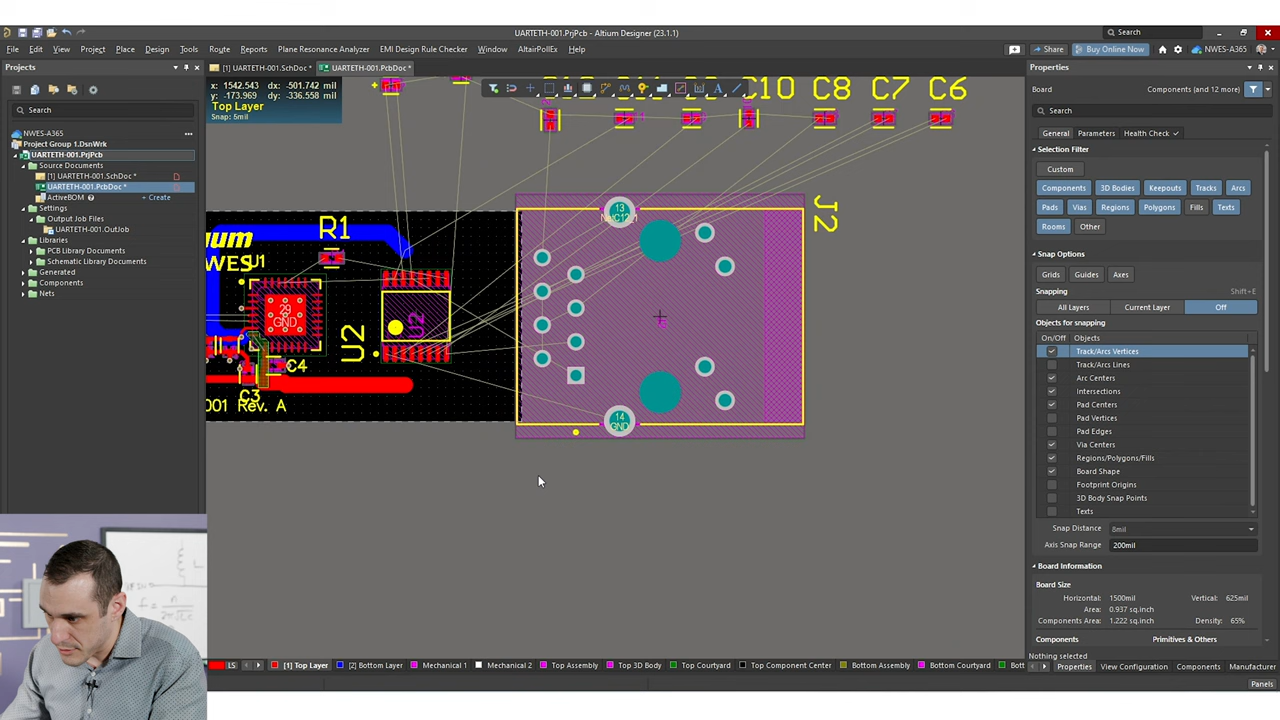 UARTETH-001.PrjPcb - Altium Designer (23.1.1)
Search
File Edit View Project Place Design Tools Route Reports Plane Resonance Analyzer EMI Design Rule Checker Window AltairPollEx Help
Share Buy Online Now NWES-A365
Projects
[1] UARTETH-001.SchDoc * UARTETH-001.PcbDoc *
Properties
x: 1542.543 dx: -501.742 mil
y: -173.969 dy: -336.558 mil
Top Layer
Snap: 5mil
Board Components (and 12 more)
Search
Search
General Parameters Health Check
NWES-A365
Project Group 1.DsnWrk
UARTETH-001.PrjPcb
Source Documents
[1] UARTETH-001.SchDoc *
UARTETH-001.PcbDoc *
ActiveBOM + Create
Settings
Output Job Files
UARTETH-001.OutJob
Libraries
PCB Library Documents
Schematic Library Documents
Generated
Components
Nets
C10 C8 C7 C6
J2
13
R1
U1
29
GND
U2
U2
C4
C3
001 Rev. A
14
GND
Selection Filter
Custom
Components 3D Bodies Keepouts Tracks Arcs
Pads Vias Regions Polygons Fills Texts
Rooms Other
Snap Options
Grids Guides Axes
Snapping Shift+E
All Layers Current Layer Off
Objects for snapping
On/Off Objects
Track/Arcs Vertices
Track/Arcs Lines
Arc Centers
Intersections
Pad Centers
Pad Vertices
Pad Edges
Via Centers
Regions/Polygons/Fills
Board Shape
Footprint Origins
3D Body Snap Points
Texts
Snap Distance 8mil
Axis Snap Range 200mil
Board Information
Board Size
Horizontal: 1500mil Vertical: 625mil
Area: 0.937 sq.inch
Components Area: 1.222 sq.inch Density: 65%
Components Primitives & Others
Nothing selected
LS [1] Top Layer [2] Bottom Layer Mechanical 1 Mechanical 2 Top Assembly Top 3D Body Top Courtyard Top Component Center Bottom Assembly Bottom Courtyard Bott
Properties View Configuration Components Manufacturer
Panels